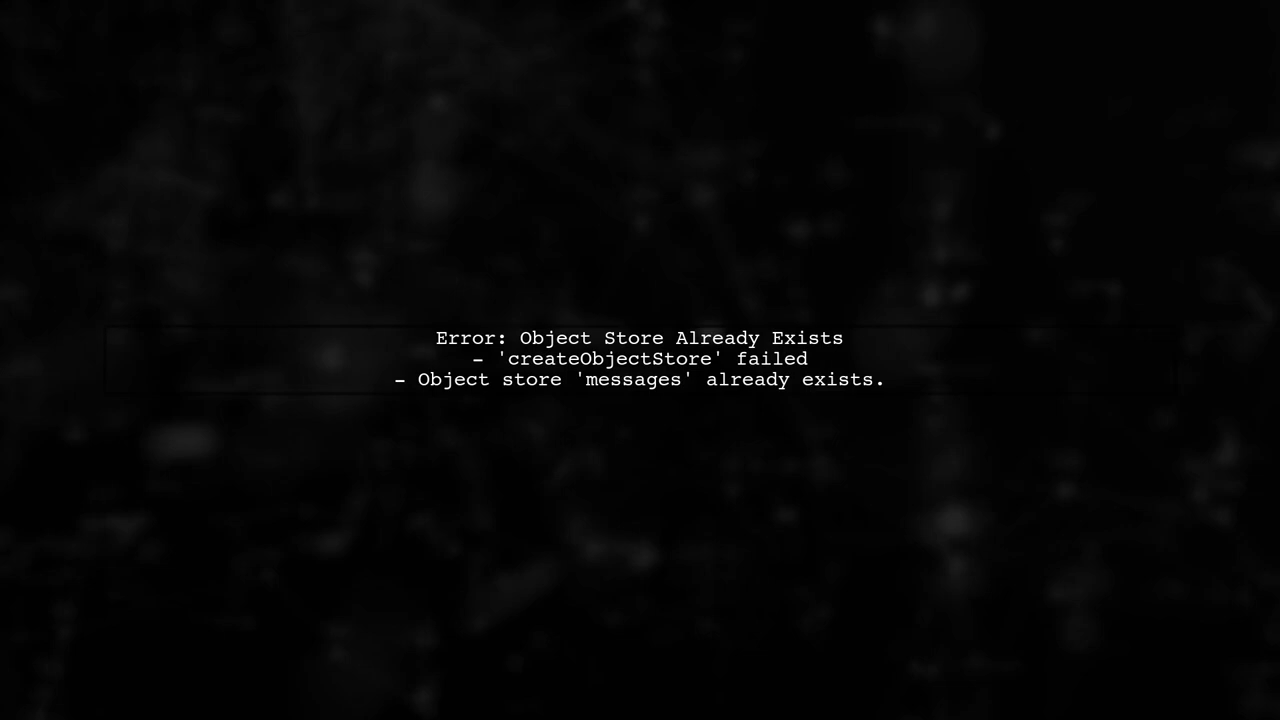 Error: Object Store Already Exists
- 'createObjectStore' failed
- Object store 'messages' already exists.